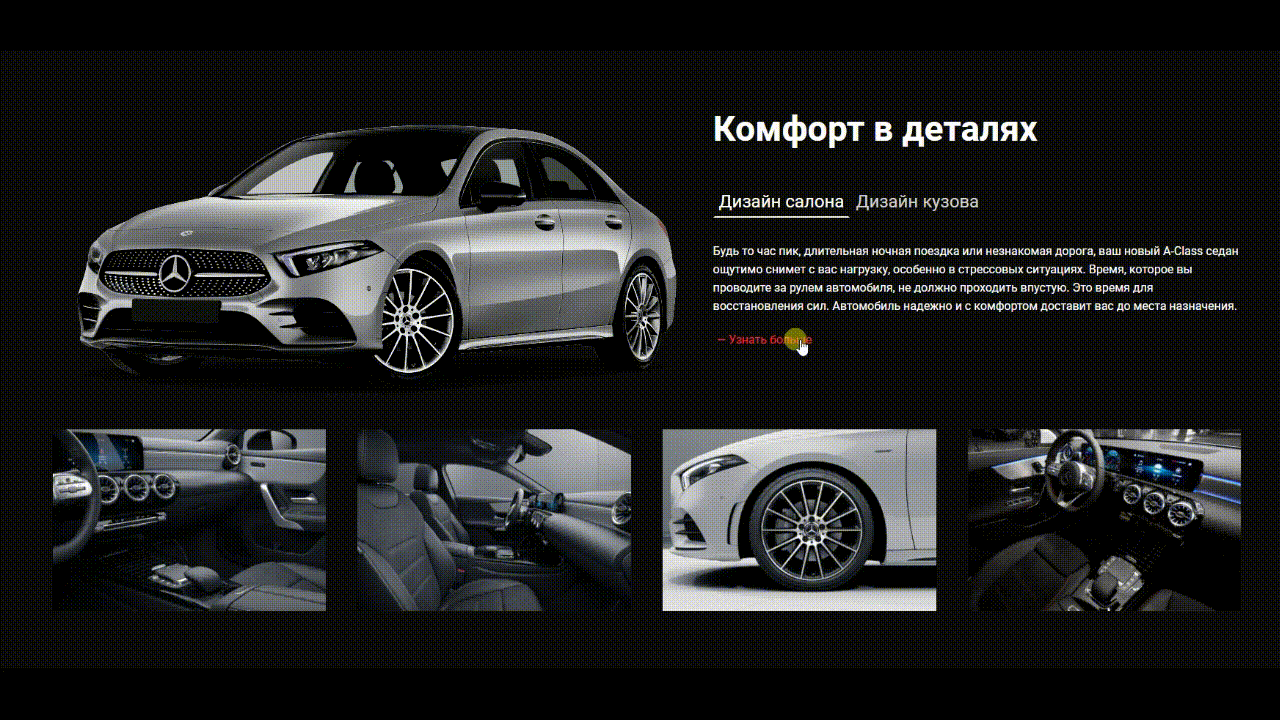 Комфорт в деталях
Дизайн салона Дизайн кузова
Будь то час пик, длительная ночная поездка или незнакомая дорога, ваш новый A-Class седан
ощутимо снимет с вас нагрузку, особенно в стрессовых ситуациях. Время, которое вы
проводите за рулем автомобиля, не должно проходить впустую. Это время для
восстановления сил. Автомобиль надежно и с комфортом доставит вас до места назначения.
— Узнать больше